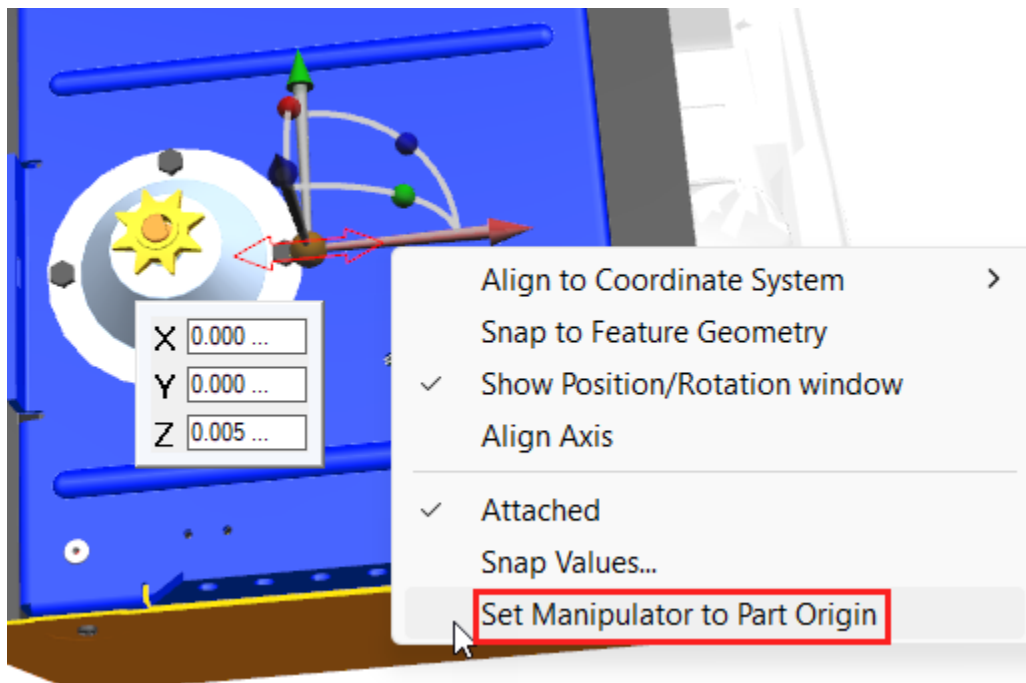 X 0.000 ...
Y 0.000 ...
Z 0.005 ...
Align to Coordinate System
Snap to Feature Geometry
Show Position/Rotation window
Align Axis
Attached
Snap Values...
Set Manipulator to Part Origin